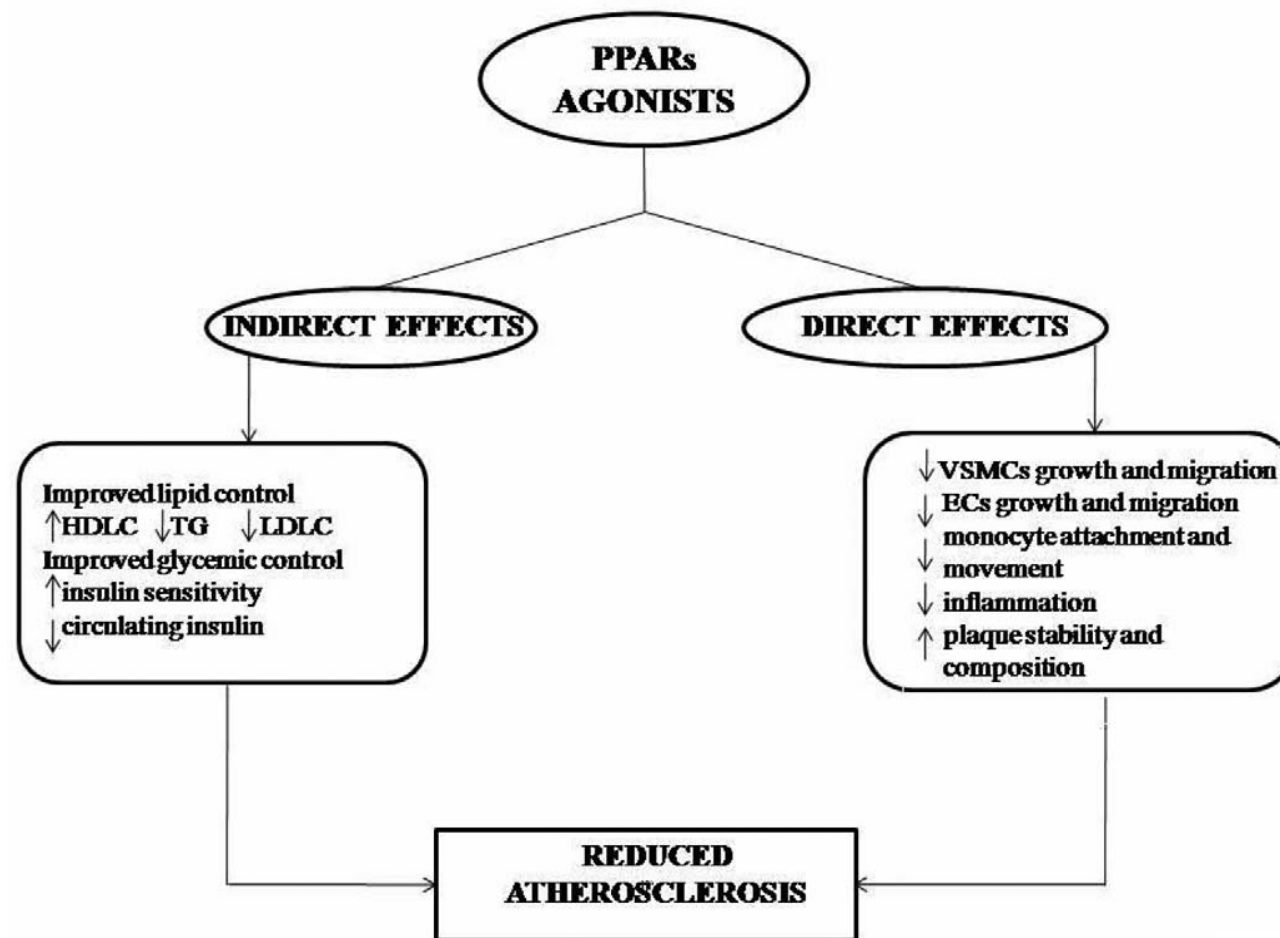 PPARs
AGONISTS
INDIRECT EFFECTS
DIRECT EFFECTS
Improved lipid control
↑HDLC ↓TG ↓LDLC
Improved glycemic control
↑insulin sensitivity
↓circulating insulin
↓VSMCs growth and migration
↓ECs growth and migration
↓monocyte attachment and
movement
↓inflammation
↑plaque stability and
composition
REDUCED
ATHEROSCLEROSIS